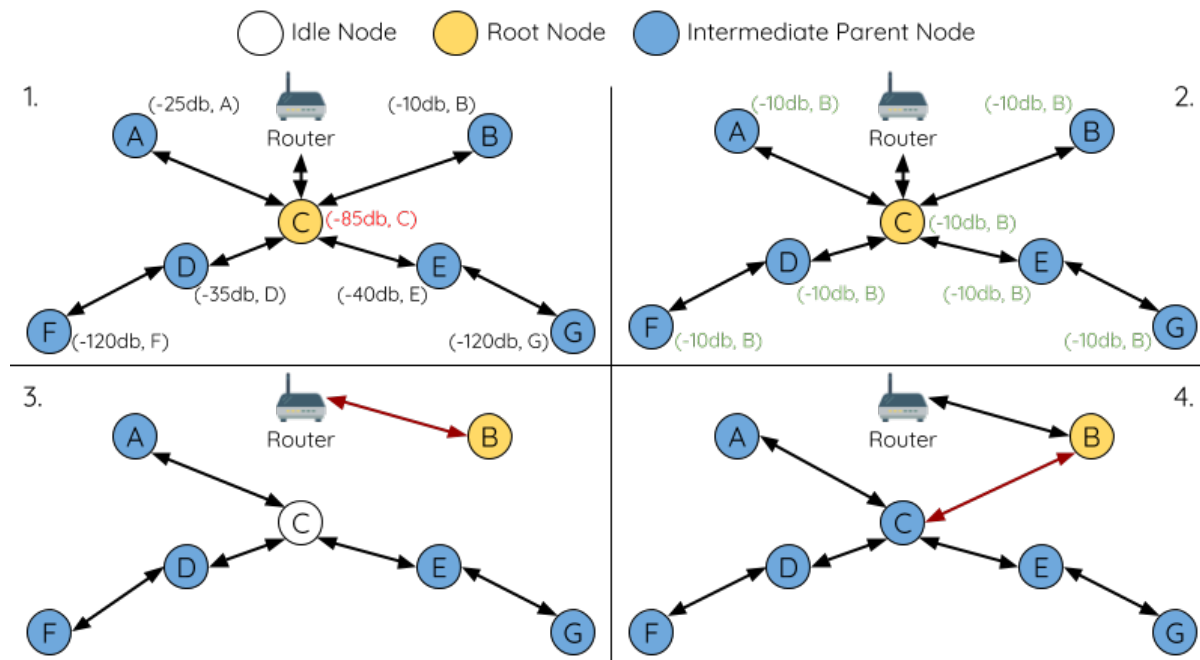 Idle Node Root Node Intermediate Parent Node
1.
(-25db, A) (-10db, B)
A B
Router
C (-85db, C)
D E
(-35db, D) (-40db, E)
F G
(-120db, F) (-120db, G)
2.
(-10db, B) (-10db, B)
A B
Router
C (-10db, B)
D E
(-10db, B) (-10db, B)
F G
(-10db, B) (-10db, B)
3.
A B
Router
C
D E
F G
4.
A B
Router
C
D E
F G